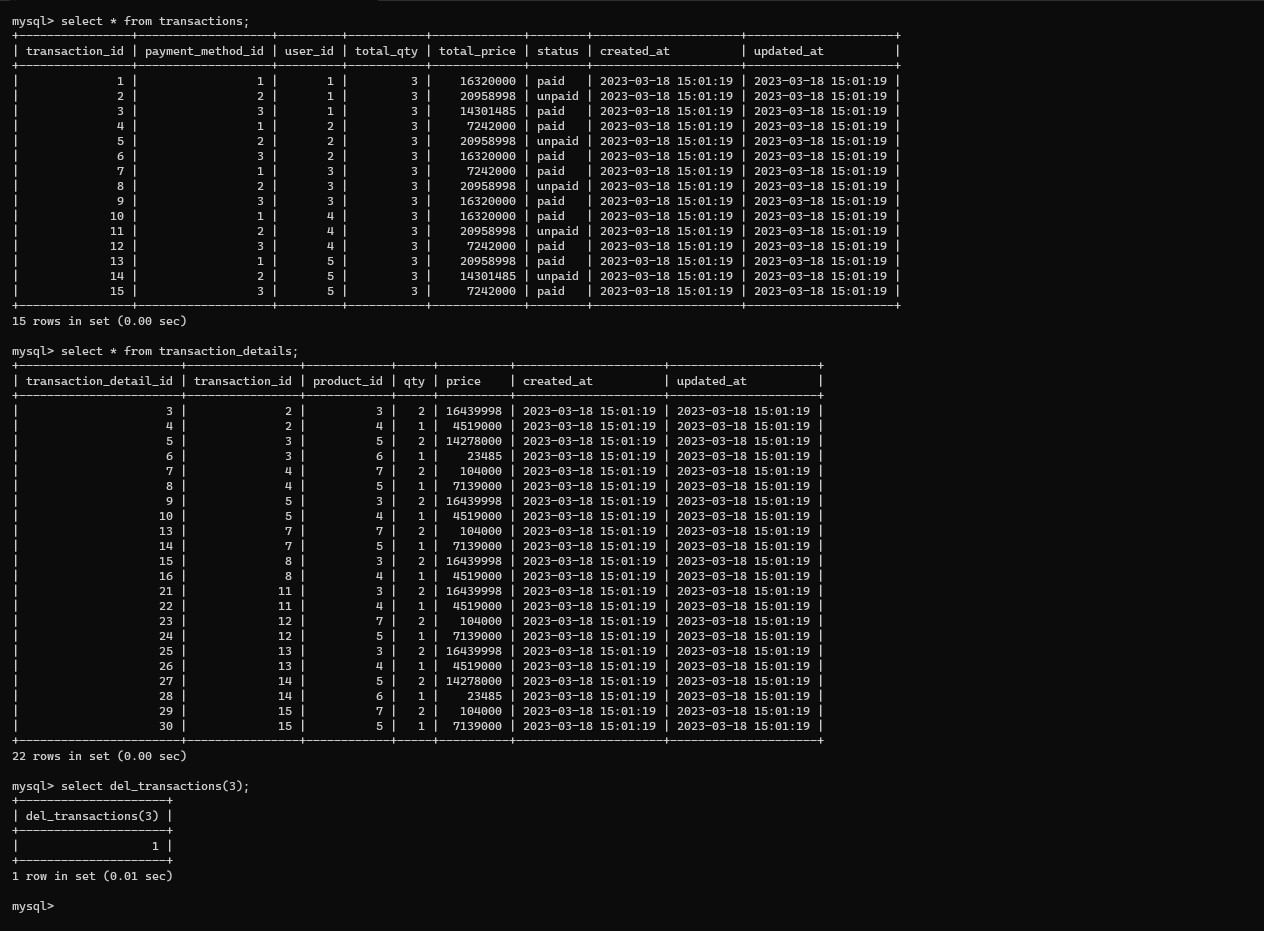 mysql> select * from transactions;
+----------------+-------------------+---------+-----------+-------------+--------+---------------------+---------------------+
| transaction_id | payment_method_id | user_id | total_qty | total_price | status | created_at          | updated_at          |
+----------------+-------------------+---------+-----------+-------------+--------+---------------------+---------------------+
|              1 |                 1 |       1 |         3 |    16320000 | paid   | 2023-03-18 15:01:19 | 2023-03-18 15:01:19 |
|              2 |                 2 |       1 |         3 |    20958998 | unpaid | 2023-03-18 15:01:19 | 2023-03-18 15:01:19 |
|              3 |                 3 |       1 |         3 |    14301485 | paid   | 2023-03-18 15:01:19 | 2023-03-18 15:01:19 |
|              4 |                 1 |       2 |         3 |     7242000 | paid   | 2023-03-18 15:01:19 | 2023-03-18 15:01:19 |
|              5 |                 2 |       2 |         3 |    20958998 | unpaid | 2023-03-18 15:01:19 | 2023-03-18 15:01:19 |
|              6 |                 3 |       2 |         3 |    16320000 | paid   | 2023-03-18 15:01:19 | 2023-03-18 15:01:19 |
|              7 |                 1 |       3 |         3 |     7242000 | paid   | 2023-03-18 15:01:19 | 2023-03-18 15:01:19 |
|              8 |                 2 |       3 |         3 |    20958998 | unpaid | 2023-03-18 15:01:19 | 2023-03-18 15:01:19 |
|              9 |                 3 |       3 |         3 |    16320000 | paid   | 2023-03-18 15:01:19 | 2023-03-18 15:01:19 |
|             10 |                 1 |       4 |         3 |    16320000 | paid   | 2023-03-18 15:01:19 | 2023-03-18 15:01:19 |
|             11 |                 2 |       4 |         3 |    20958998 | unpaid | 2023-03-18 15:01:19 | 2023-03-18 15:01:19 |
|             12 |                 3 |       4 |         3 |     7242000 | paid   | 2023-03-18 15:01:19 | 2023-03-18 15:01:19 |
|             13 |                 1 |       5 |         3 |    20958998 | paid   | 2023-03-18 15:01:19 | 2023-03-18 15:01:19 |
|             14 |                 2 |       5 |         3 |    14301485 | unpaid | 2023-03-18 15:01:19 | 2023-03-18 15:01:19 |
|             15 |                 3 |       5 |         3 |     7242000 | paid   | 2023-03-18 15:01:19 | 2023-03-18 15:01:19 |
+----------------+-------------------+---------+-----------+-------------+--------+---------------------+---------------------+
15 rows in set (0.00 sec)
mysql> select * from transaction_details;
+-----------------------+----------------+------------+-----+----------+---------------------+---------------------+
| transaction_detail_id | transaction_id | product_id | qty | price    | created_at          | updated_at          |
+-----------------------+----------------+------------+-----+----------+---------------------+---------------------+
|                     3 |              2 |          3 |   2 | 16439998 | 2023-03-18 15:01:19 | 2023-03-18 15:01:19 |
|                     4 |              2 |          4 |   1 |  4519000 | 2023-03-18 15:01:19 | 2023-03-18 15:01:19 |
|                     5 |              3 |          5 |   2 | 14278000 | 2023-03-18 15:01:19 | 2023-03-18 15:01:19 |
|                     6 |              3 |          6 |   1 |    23485 | 2023-03-18 15:01:19 | 2023-03-18 15:01:19 |
|                     7 |              4 |          7 |   2 |   104000 | 2023-03-18 15:01:19 | 2023-03-18 15:01:19 |
|                     8 |              4 |          5 |   1 |  7139000 | 2023-03-18 15:01:19 | 2023-03-18 15:01:19 |
|                     9 |              5 |          3 |   2 | 16439998 | 2023-03-18 15:01:19 | 2023-03-18 15:01:19 |
|                    10 |              5 |          4 |   1 |  4519000 | 2023-03-18 15:01:19 | 2023-03-18 15:01:19 |
|                    13 |              7 |          7 |   2 |   104000 | 2023-03-18 15:01:19 | 2023-03-18 15:01:19 |
|                    14 |              7 |          5 |   1 |  7139000 | 2023-03-18 15:01:19 | 2023-03-18 15:01:19 |
|                    15 |              8 |          3 |   2 | 16439998 | 2023-03-18 15:01:19 | 2023-03-18 15:01:19 |
|                    16 |              8 |          4 |   1 |  4519000 | 2023-03-18 15:01:19 | 2023-03-18 15:01:19 |
|                    21 |             11 |          3 |   2 | 16439998 | 2023-03-18 15:01:19 | 2023-03-18 15:01:19 |
|                    22 |             11 |          4 |   1 |  4519000 | 2023-03-18 15:01:19 | 2023-03-18 15:01:19 |
|                    23 |             12 |          7 |   2 |   104000 | 2023-03-18 15:01:19 | 2023-03-18 15:01:19 |
|                    24 |             12 |          5 |   1 |  7139000 | 2023-03-18 15:01:19 | 2023-03-18 15:01:19 |
|                    25 |             13 |          3 |   2 | 16439998 | 2023-03-18 15:01:19 | 2023-03-18 15:01:19 |
|                    26 |             13 |          4 |   1 |  4519000 | 2023-03-18 15:01:19 | 2023-03-18 15:01:19 |
|                    27 |             14 |          5 |   2 | 14278000 | 2023-03-18 15:01:19 | 2023-03-18 15:01:19 |
|                    28 |             14 |          6 |   1 |    23485 | 2023-03-18 15:01:19 | 2023-03-18 15:01:19 |
|                    29 |             15 |          7 |   2 |   104000 | 2023-03-18 15:01:19 | 2023-03-18 15:01:19 |
|                    30 |             15 |          5 |   1 |  7139000 | 2023-03-18 15:01:19 | 2023-03-18 15:01:19 |
+-----------------------+----------------+------------+-----+----------+---------------------+---------------------+
22 rows in set (0.00 sec)
mysql> select del_transactions(3);
+---------------------+
| del_transactions(3) |
+---------------------+
|                   1 |
+---------------------+
1 row in set (0.01 sec)
mysql>